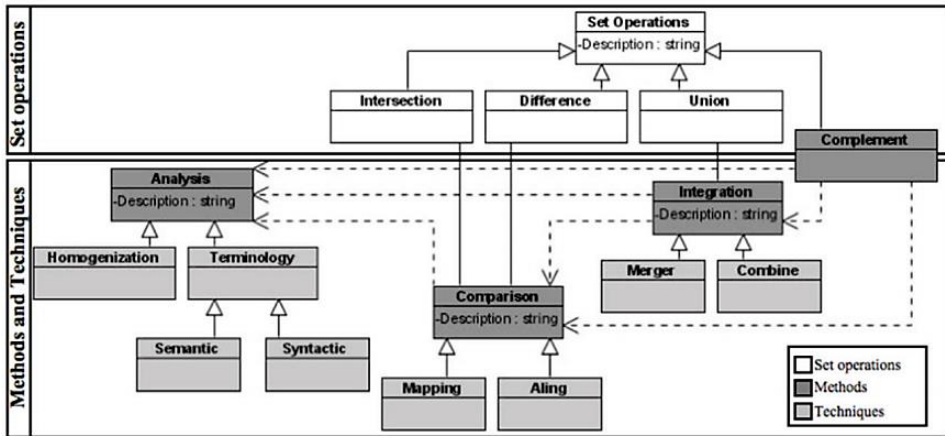 Set operations
Set Operations
-Description : string
Intersection
Difference
Union
Complement
Methods and Techniques
Analysis
-Description : string
Integration
-Description : string
Homogenization
Terminology
Merger
Combine
Comparison
-Description : string
Semantic
Syntactic
Mapping
Aling
Set operations
Methods
Techniques